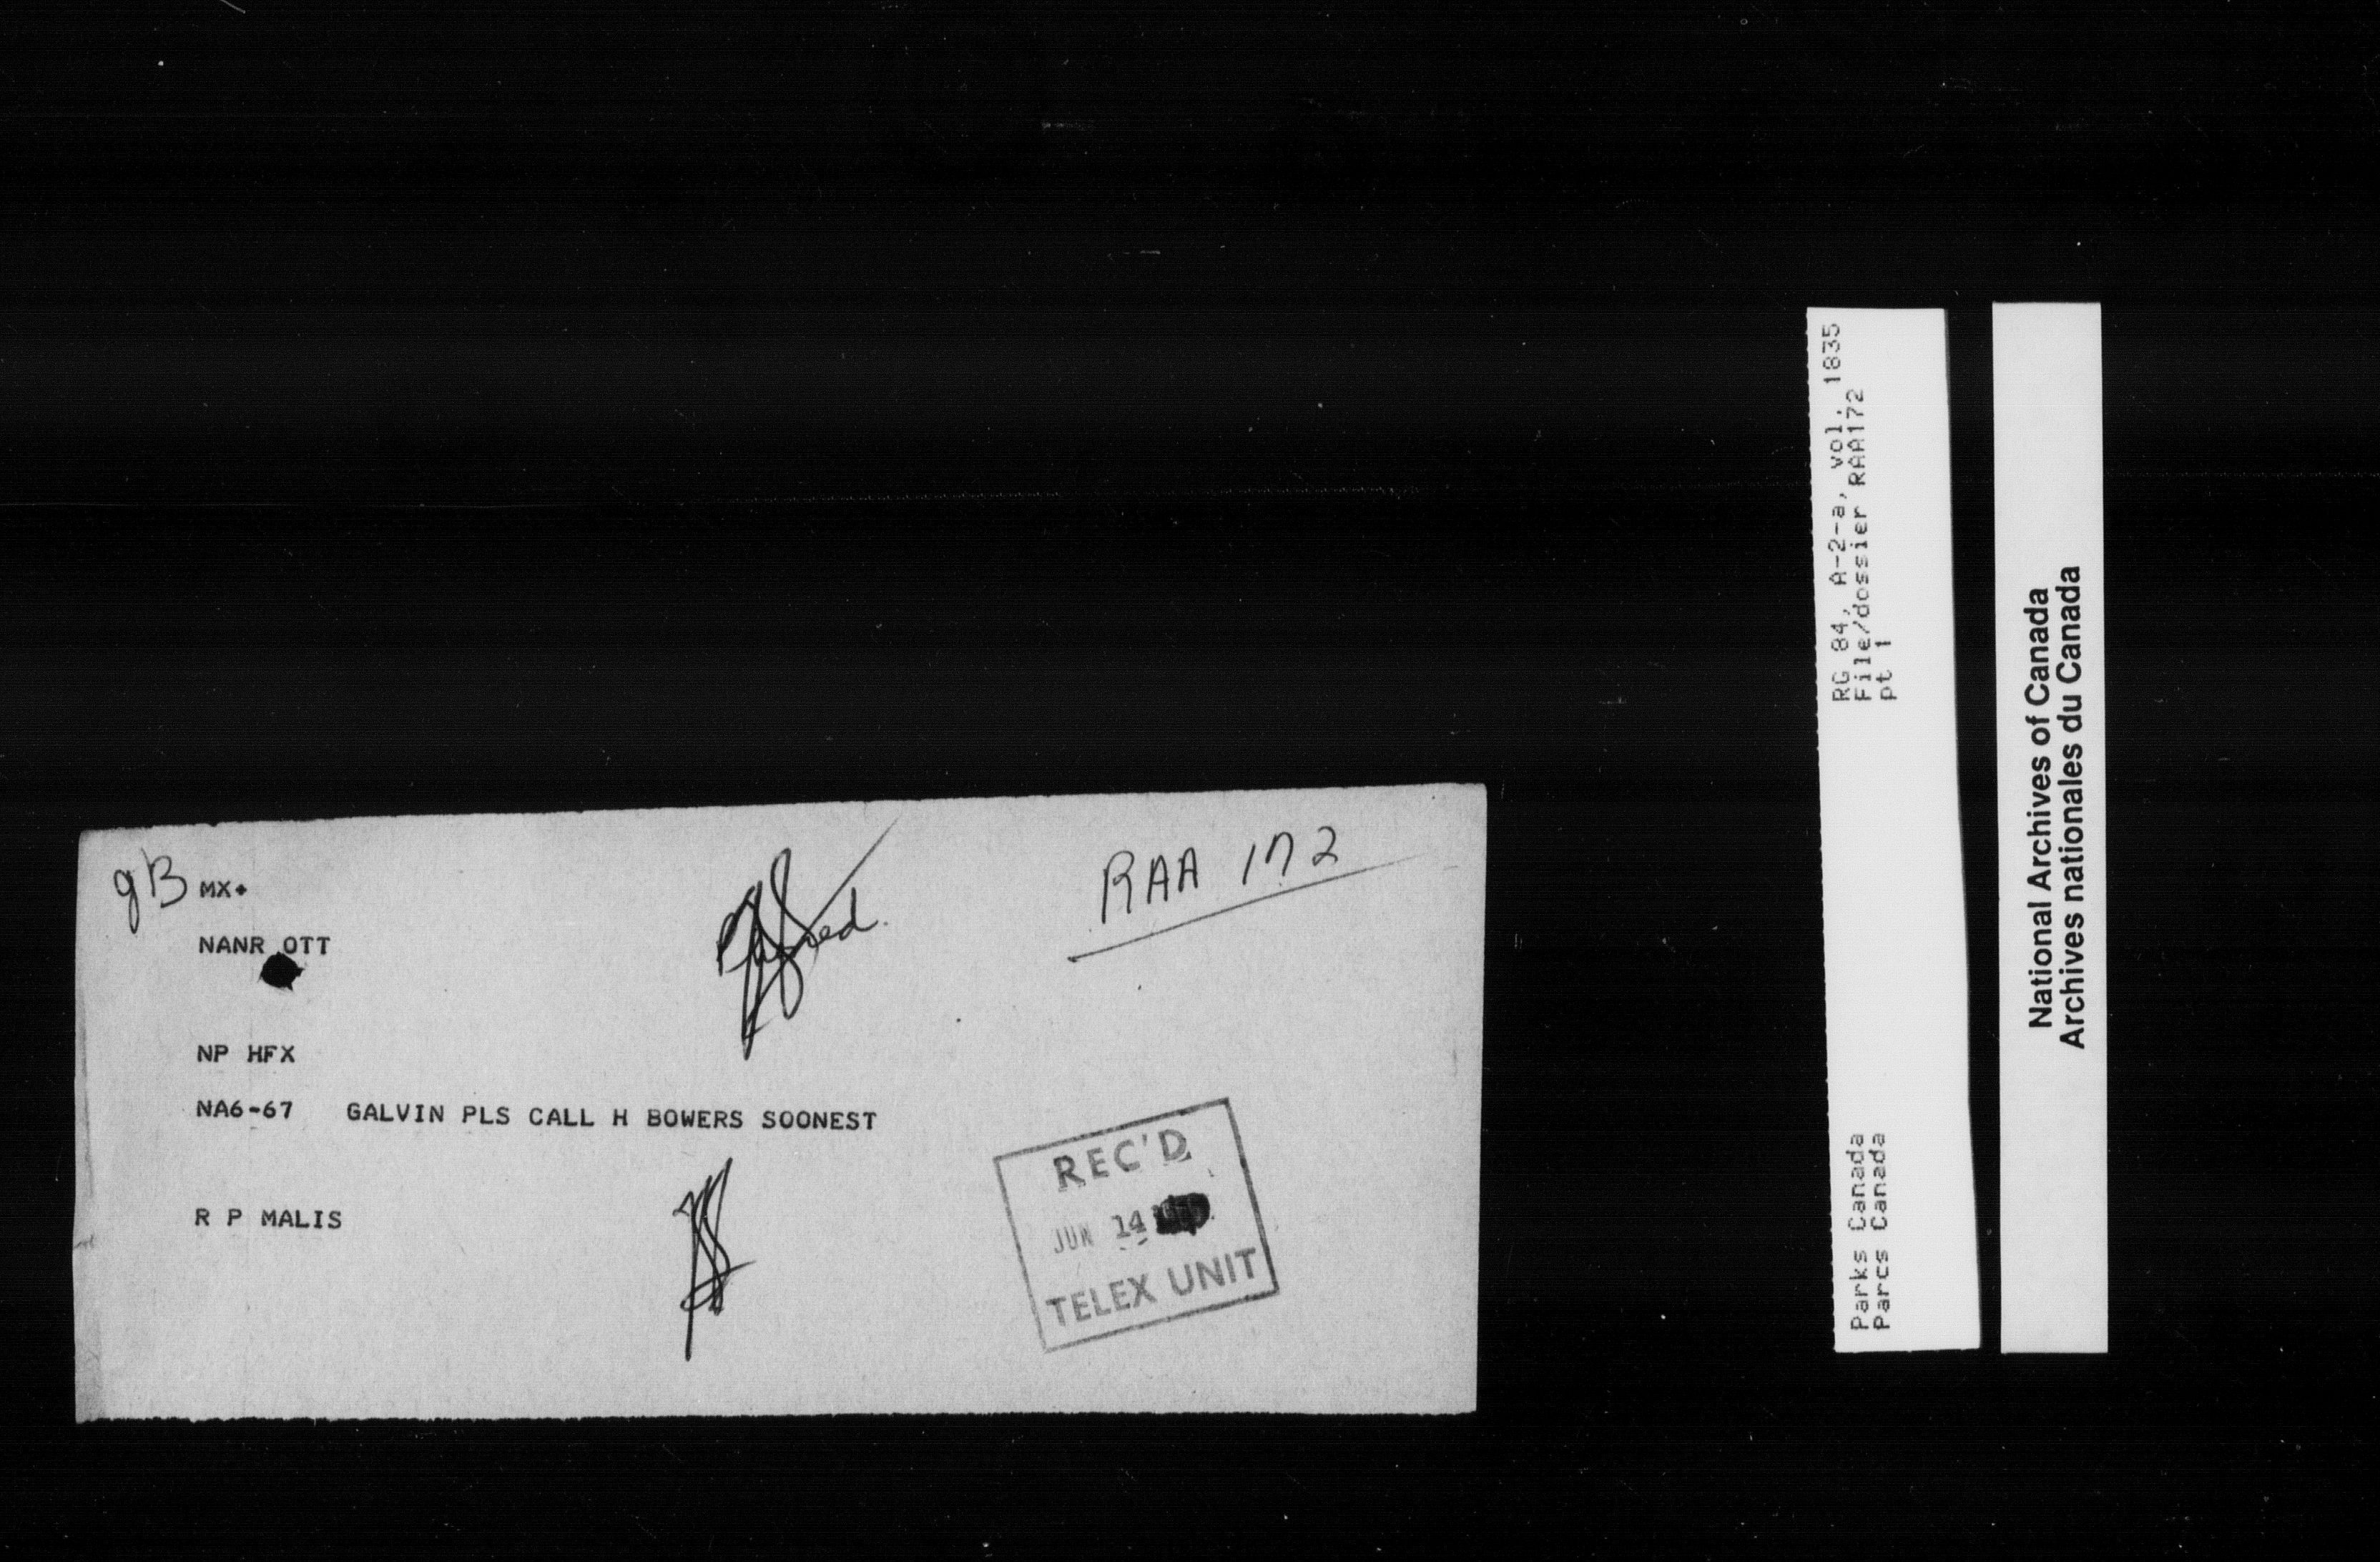 gB
MX+
RAA 172
NANR OTT
NP HFX
NA6-67 GALVIN PLS CALL H BOWERS SOONEST
R P MALIS
REC'D
JUN 14
TELEX UNIT
RG 84, A-2-a, vol. 1835
File/dossier RAA172
pt 1
Parks Canada
Parcs Canada
National Archives of Canada
Archives nationales du Canada